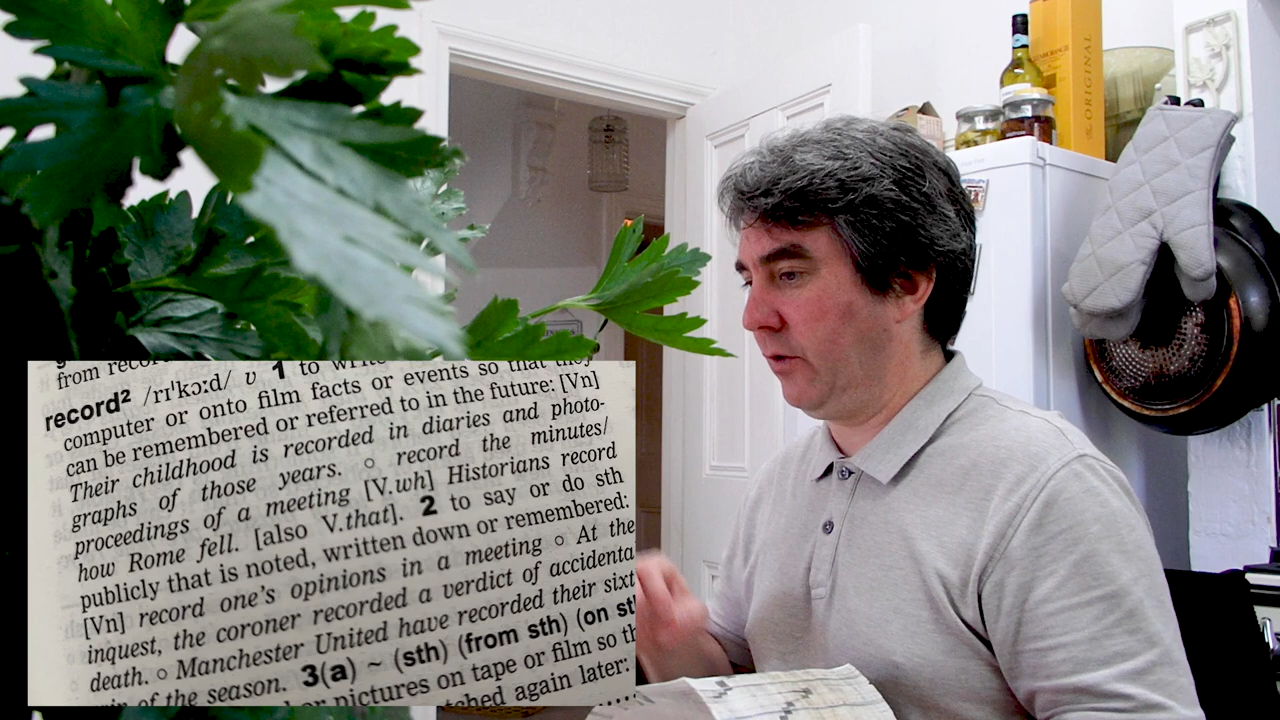 ORIGINAL
from record
record² /rɪˈkɔːd/ v 1 to write
computer or onto film facts or events so that they
can be remembered or referred to in the future: [Vn]
Their childhood is recorded in diaries and photo-
graphs of those years. ○ record the minutes/
proceedings of a meeting [V.wh] Historians record
how Rome fell. [also V.that]. 2 to say or do sth
publicly that is noted, written down or remembered:
[Vn] record one's opinions in a meeting ○ At the
inquest, the coroner recorded a verdict of accidenta
death. ○ Manchester United have recorded their sixt
of the season. 3(a) ~ (sth) (from sth) (on st
or pictures on tape or film so th
again later: